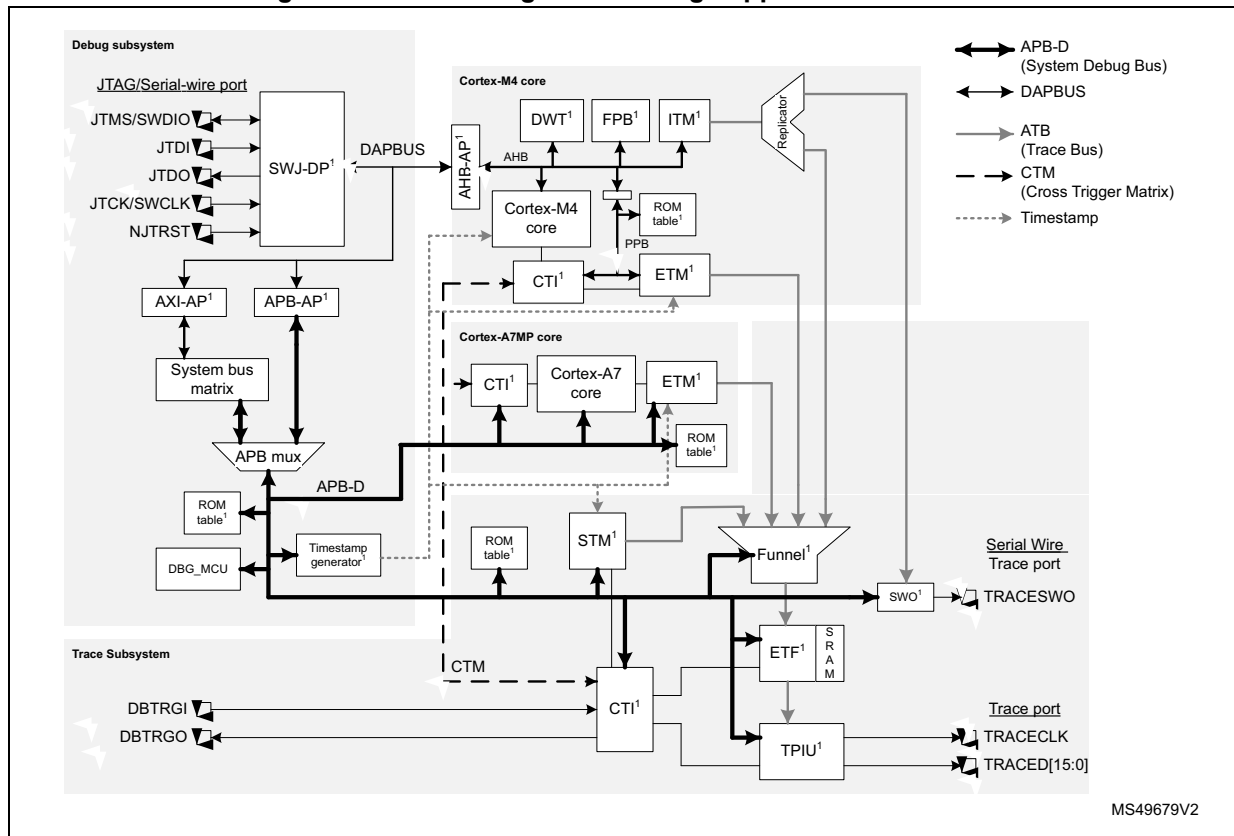 Debug subsystem
JTAG/Serial-wire port
JTMS/SWDIO
JTDI
JTDO
JTCK/SWCLK
NJTRST
SWJ-DP1
DAPBUS
AXI-AP1
APB-AP1
System bus
matrix
APB mux
APB-D
ROM
table1
DBG_MCU
Timestamp
generator1
Cortex-M4 core
AHB-AP1
AHB
DWT1
FPB1
ITM1
Replicator
Cortex-M4
core
ROM
table1
PPB
CTI1
ETM1
Cortex-A7MP core
CTI1
Cortex-A7
core
ETM1
ROM
table1
APB-D
(System Debug Bus)
DAPBUS
ATB
(Trace Bus)
CTM
(Cross Trigger Matrix)
Timestamp
Trace Subsystem
ROM
table1
STM1
Funnel1
SWO1
Serial Wire
Trace port
TRACESWO
ETF1
SRAM
CTM
CTI1
DBTRGI
DBTRGO
TPIU1
Trace port
TRACECLK
TRACED[15:0]
MS49679V2